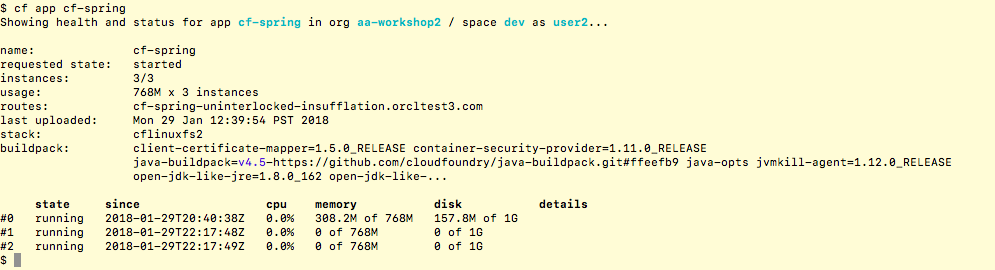 $ cf app cf-spring
Showing health and status for app cf-spring in org aa-workshop2 / space dev as user2...
name: cf-spring
requested state: started
instances: 3/3
usage: 768M x 3 instances
routes: cf-spring-uninterlocked-insufflation.orcltest3.com
last uploaded: Mon 29 Jan 12:39:54 PST 2018
stack: cflinuxfs2
buildpack: client-certificate-mapper=1.5.0_RELEASE container-security-provider=1.11.0_RELEASE
java-buildpack=v4.5-https://github.com/cloudfoundry/java-buildpack.git#ffeefb9 java-opts jvmkill-agent=1.12.0_RELEASE
open-jdk-like-jre=1.8.0_162 open-jdk-like-...
state since cpu memory disk details
#0 running 2018-01-29T20:40:38Z 0.0% 308.2M of 768M 157.8M of 1G
#1 running 2018-01-29T22:17:48Z 0.0% 0 of 768M 0 of 1G
#2 running 2018-01-29T22:17:49Z 0.0% 0 of 768M 0 of 1G
$